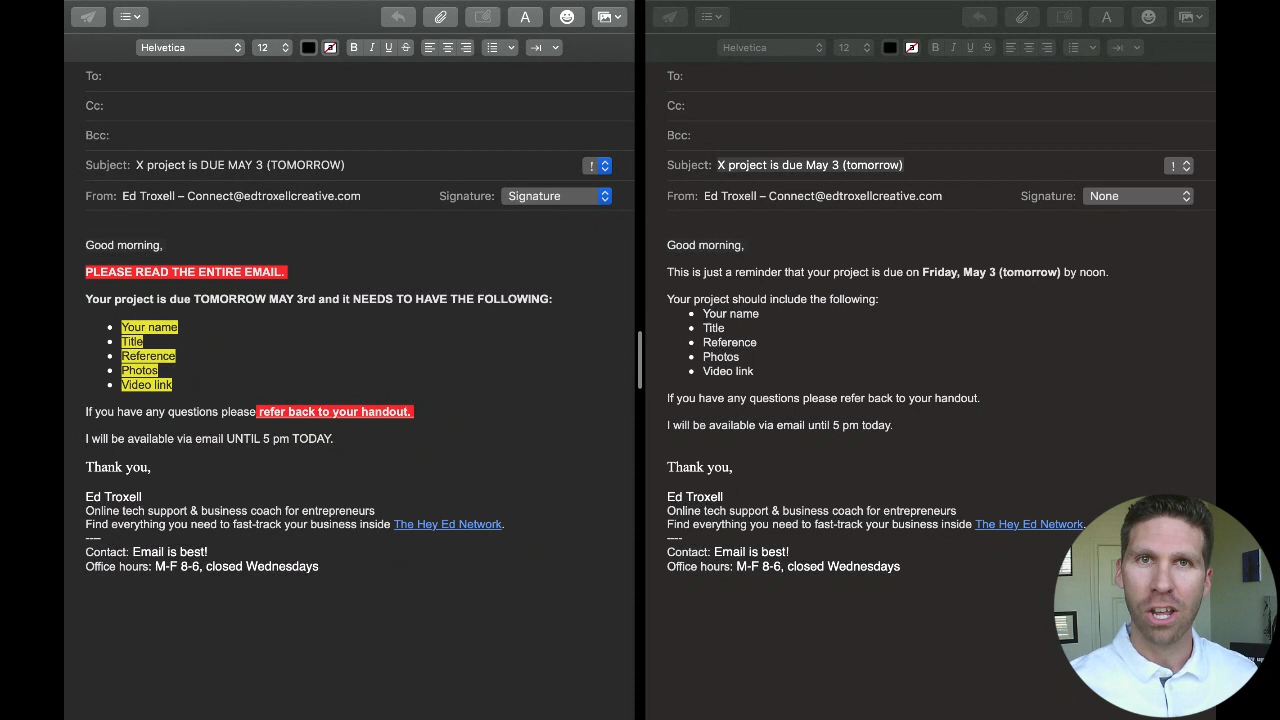 Helvetica
12
B I U S
To:
Cc:
Bcc:
Subject: X project is DUE MAY 3 (TOMORROW)
!
From: Ed Troxell – Connect@edtroxellcreative.com
Signature: Signature
Good morning,
PLEASE READ THE ENTIRE EMAIL.
Your project is due TOMORROW MAY 3rd and it NEEDS TO HAVE THE FOLLOWING:
• Your name
• Title
• Reference
• Photos
• Video link
If you have any questions please refer back to your handout.
I will be available via email UNTIL 5 pm TODAY.
Thank you,
Ed Troxell
Online tech support & business coach for entrepreneurs
Find everything you need to fast-track your business inside The Hey Ed Network.
----
Contact: Email is best!
Office hours: M-F 8-6, closed Wednesdays
Helvetica
12
B I U S
To:
Cc:
Bcc:
Subject: X project is due May 3 (tomorrow)
!
From: Ed Troxell – Connect@edtroxellcreative.com
Signature: None
Good morning,
This is just a reminder that your project is due on Friday, May 3 (tomorrow) by noon.
Your project should include the following:
• Your name
• Title
• Reference
• Photos
• Video link
If you have any questions please refer back to your handout.
I will be available via email until 5 pm today.
Thank you,
Ed Troxell
Online tech support & business coach for entrepreneurs
Find everything you need to fast-track your business inside The Hey Ed Network.
----
Contact: Email is best!
Office hours: M-F 8-6, closed Wednesdays